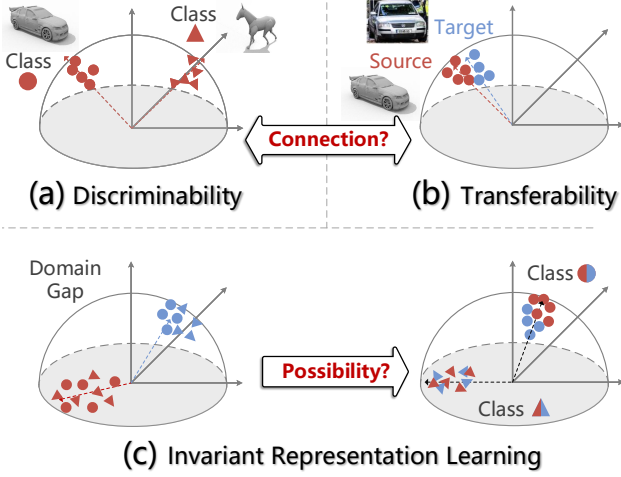 Class
Class
(a) Discriminability
Target
Source
Connection?
(b) Transferability
Domain
Gap
Possibility?
Class
Class
(c) Invariant Representation Learning